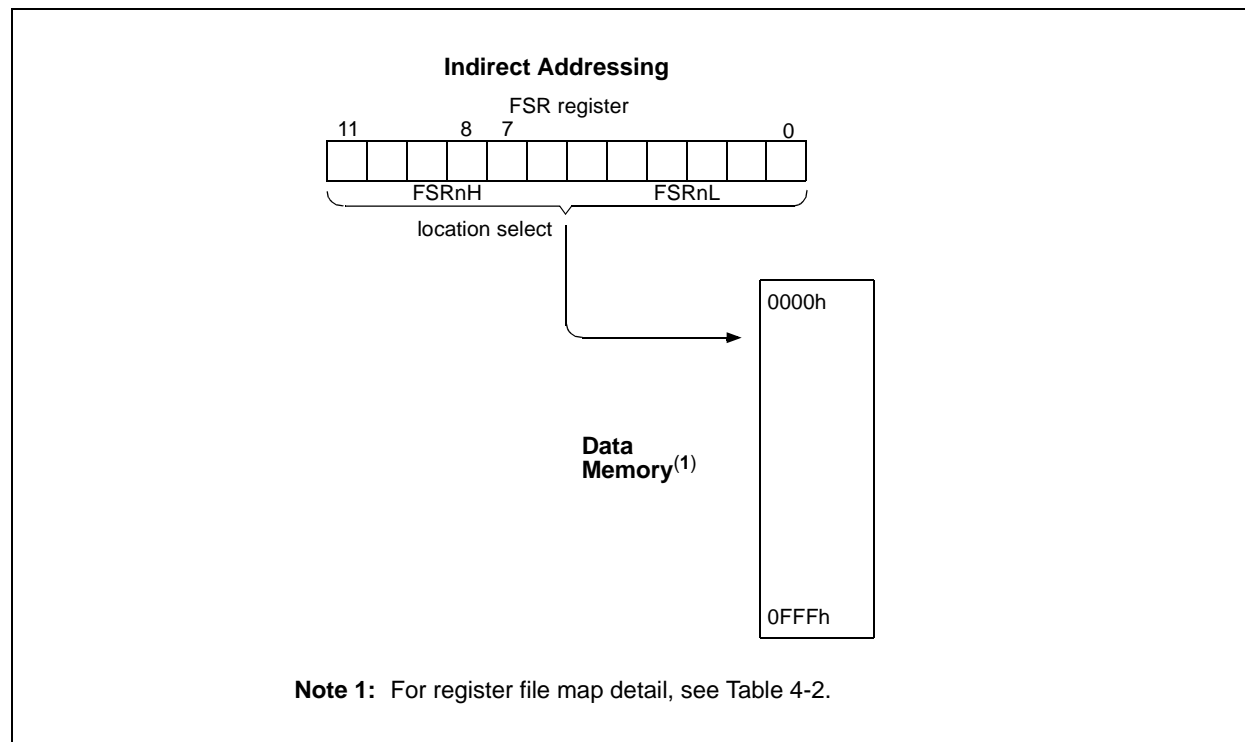 Indirect Addressing
FSR register
11 8 7 0
FSRnH FSRnL
location select
0000h
Data
Memory(1)
0FFFh
Note 1: For register file map detail, see Table 4-2.